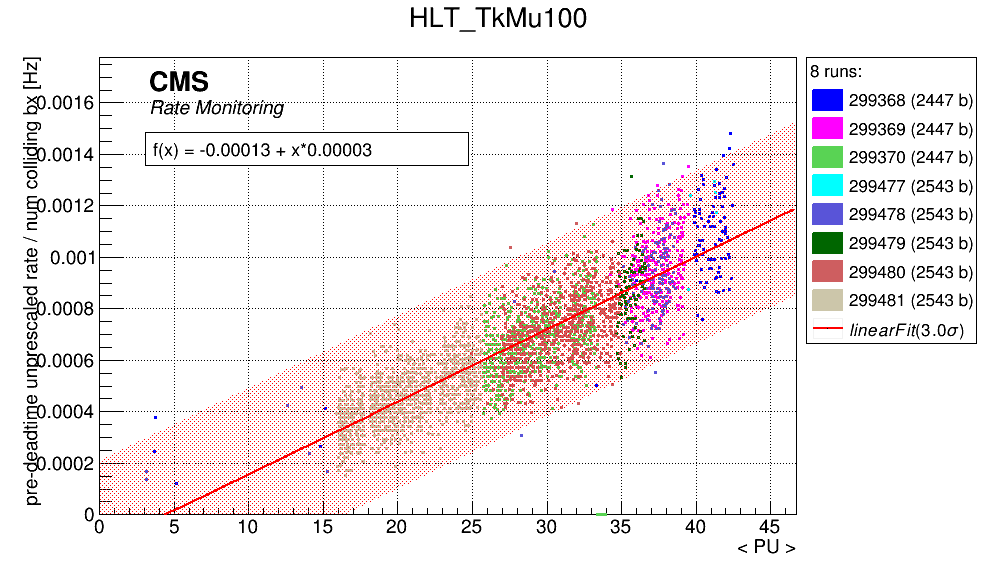 HLT_TkMu100
CMS
Rate Monitoring
f(x) = -0.00013 + x*0.00003
pre-deadtime unprescaled rate / num colliding bx [Hz]
0.0016
0.0014
0.0012
0.001
0.0008
0.0006
0.0004
0.0002
0
0 5 10 15 20 25 30 35 40 45
< PU >
8 runs:
299368 (2447 b)
299369 (2447 b)
299370 (2447 b)
299477 (2543 b)
299478 (2543 b)
299479 (2543 b)
299480 (2543 b)
299481 (2543 b)
linearFit(3.0σ)